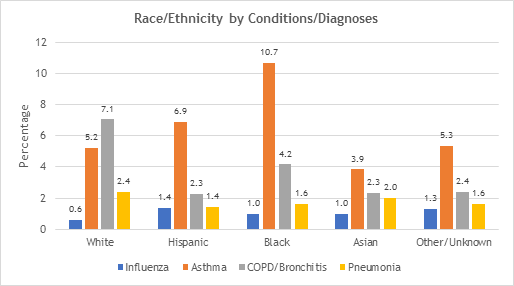 Race/Ethnicity by Conditions/Diagnoses
Percentage
12
10
8
6
4
2
0
0.6 5.2 7.1 2.4
1.4 6.9 2.3 1.4
1.0 10.7 4.2 1.6
1.0 3.9 2.3 2.0
1.3 5.3 2.4 1.6
White Hispanic Black Asian Other/Unknown
Influenza Asthma COPD/Bronchitis Pneumonia